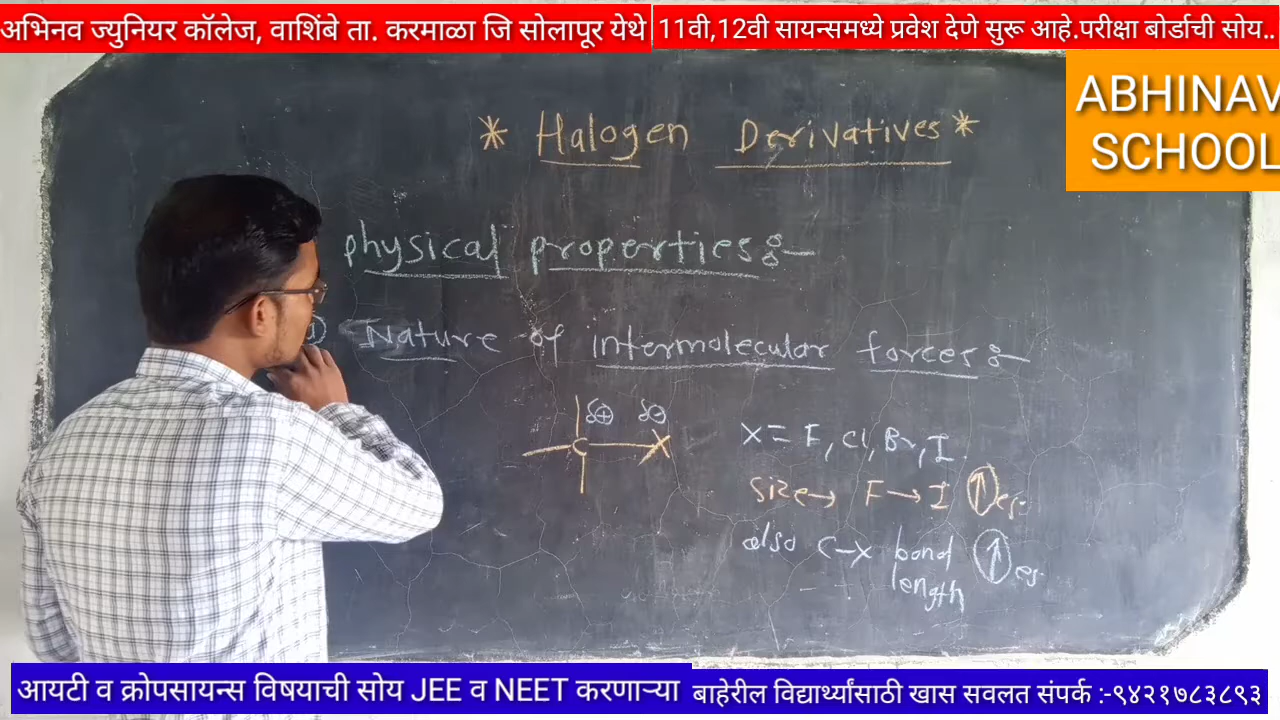 अभिनव ज्युनियर कॉलेज, वाशिंबे ता. करमाळा जि सोलापूर येथे 11वी,12वी सायन्समध्ये प्रवेश देणे सुरू आहे.परीक्षा बोर्डाची सोय..
ABHINAV
SCHOOL
* Halogen Derivatives *
physical properties:-
1) Nature of intermolecular forces:-
δ⊕ δ⊖
C X
X = F, Cl, Br, I.
Size→ F→I ↑es.
also C-X bond ↑es.
length
आयटी व क्रोपसायन्स विषयाची सोय JEE व NEET करणाऱ्या बाहेरील विद्यार्थ्यांसाठी खास सवलत संपर्क :-९४२१७८३८९३